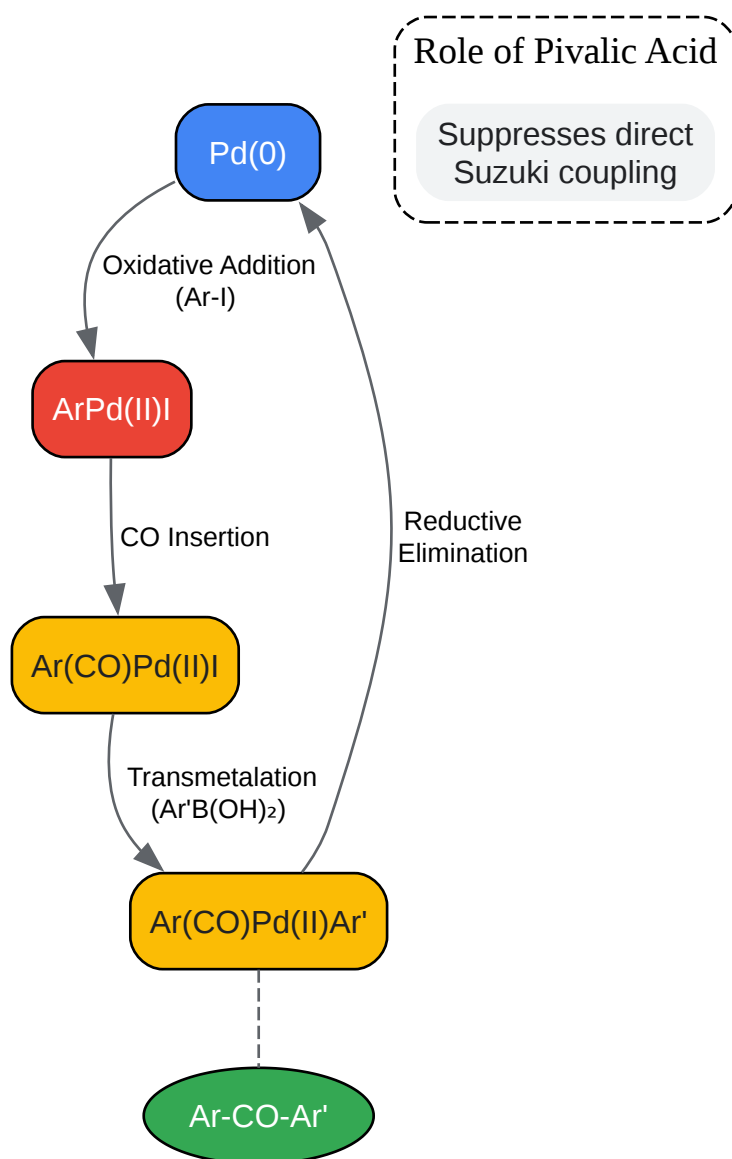 Role of Pivalic Acid
Suppresses direct
Suzuki coupling
Pd(0)
Oxidative Addition
(Ar-I)
ArPd(II)I
CO Insertion
Reductive
Elimination
Ar(CO)Pd(II)I
Transmetalation
(Ar'B(OH)₂)
Ar(CO)Pd(II)Ar'
Ar-CO-Ar'